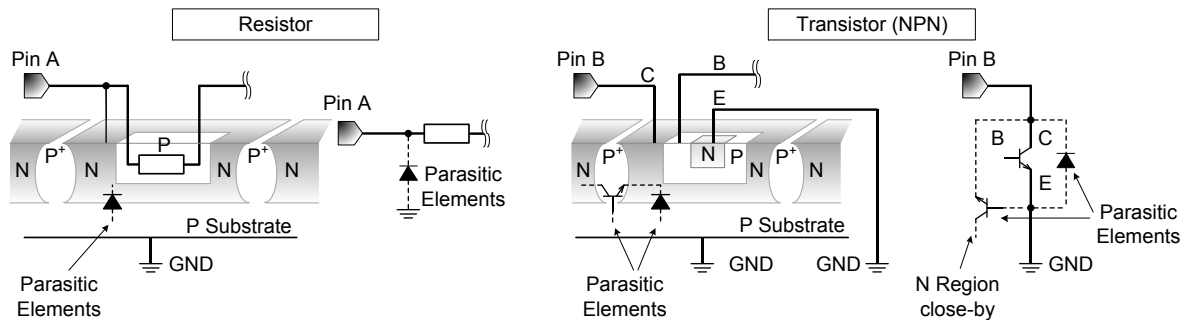 Resistor
Pin A
N
P+
N
P
N
P+
N
Parasitic
Elements
P Substrate
GND
Pin A
Parasitic
Elements
Transistor (NPN)
Pin B
C
B
E
N
P+
N
N
P
N
P+
N
P Substrate
Parasitic
Elements
GND
GND
Pin B
B
C
E
Parasitic
Elements
GND
N Region
close-by